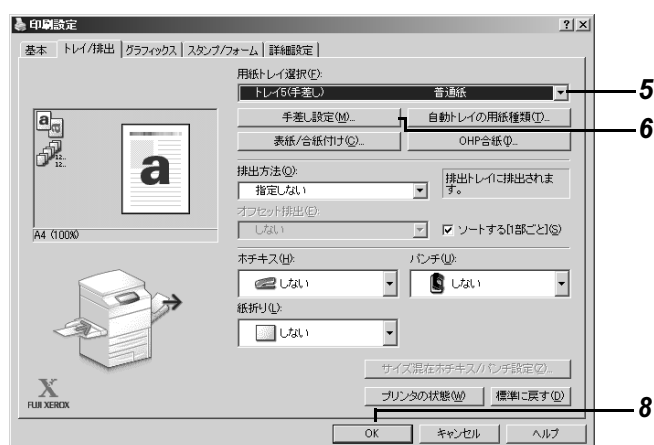 印刷設定
基本 トレイ/排出 グラフィックス スタンプ/フォーム 詳細設定
用紙トレイ選択(F):
トレイ5(手差し) 普通紙
5
手差し設定(M)... 自動トレイの用紙種類(T)...
6
表紙/合紙付け(C)... OHP合紙(I)...
a
a
12..
12..
a
A4 (100%)
排出方法(O):
指定しない
排出トレイに排出されま
す。
オフセット排出(E):
しない
ソートする[1部ごと](S)
ホチキス(H): パンチ(U):
しない しない
紙折り(L):
しない
サイズ混在ホチキス/パンチ設定(Z)...
X
FUJI XEROX
プリンタの状態(W) 標準に戻す(D)
8
OK キャンセル ヘルプ